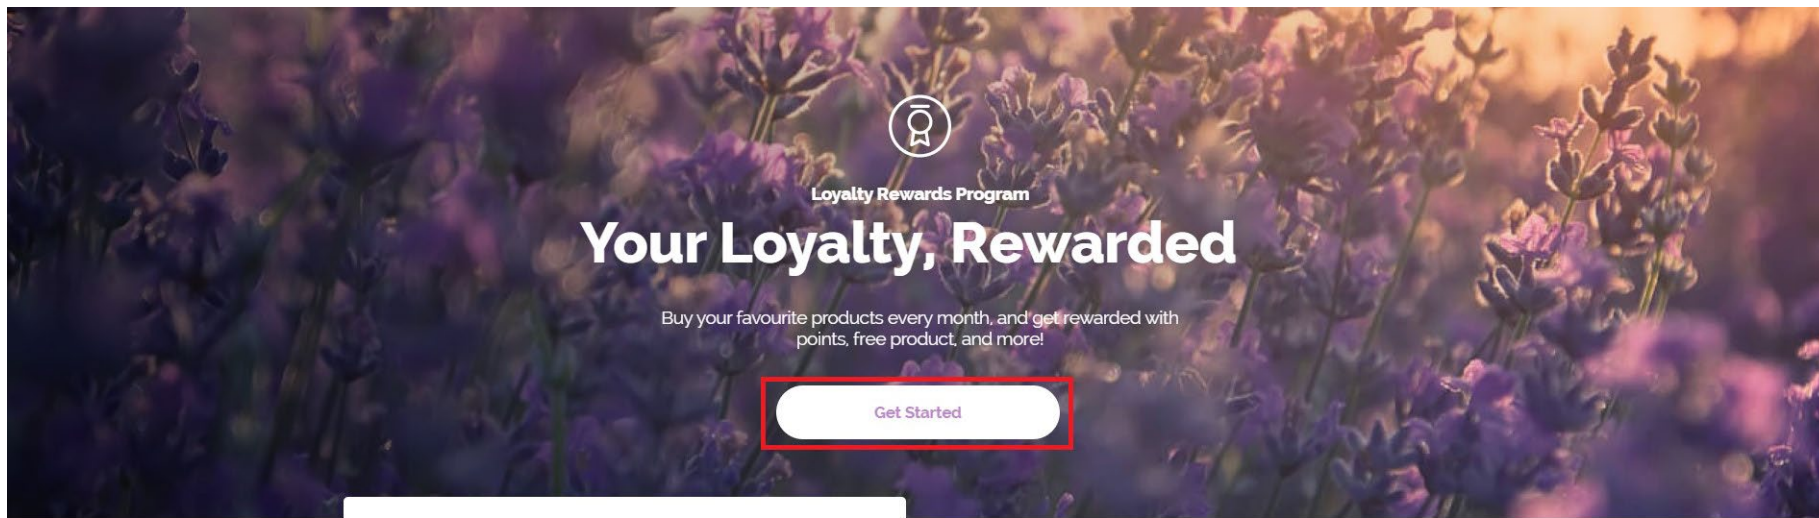 Loyalty Rewards Program
Your Loyalty, Rewarded
Buy your favourite products every month, and get rewarded with
points, free product, and more!
Get Started